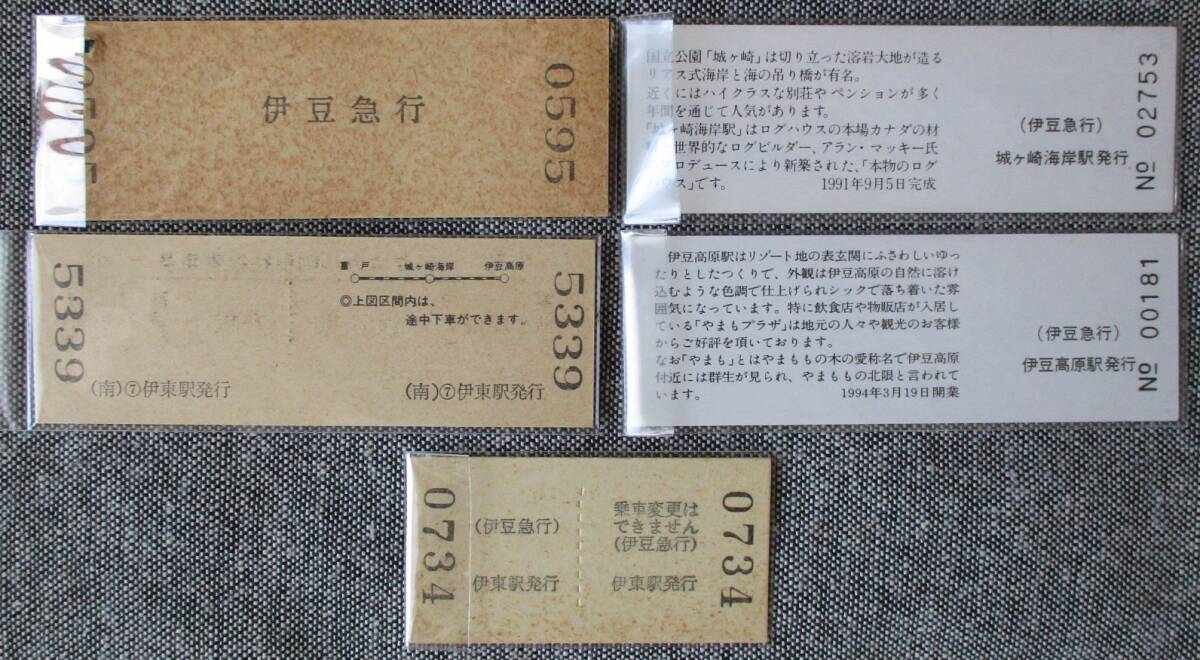 伊豆急行
0595
国立公園「城ヶ崎」は切り立った溶岩大地が造る
リアス式海岸と海の吊り橋が有名。
近くにはハイクラスな別荘やペンションが多く
年間を通じて人気があります。
「城ヶ崎海岸駅」はログハウスの本場カナダの材
世界的なログビルダー、アラン・マッキー氏
ロデュースにより新築された、「本物のログ
ハウス」です。 1991年9月5日完成
(伊豆急行)
城ヶ崎海岸駅発行
No 02753
5339
富戸 城ヶ崎海岸 伊豆高原
◎上図区間内は、
途中下車ができます。
(南)⑦伊東駅発行
(南)⑦伊東駅発行
5339
伊豆高原駅はリゾート地の表玄関にふさわしいゆっ
たりとしたつくりで、外観は伊豆高原の自然に溶け
込むような色調で仕上げられシックで落ち着いた雰
囲気になっています。特に飲食店や物販店が入居し
ている「やまもプラザ」は地元の人々や観光のお客様
からご好評を頂いております。
なお「やまも」とはやまももの木の愛称名で伊豆高原
付近には群生が見られ、やまももの北限と言われて
います。 1994年3月19日開業
(伊豆急行)
伊豆高原駅発行
No 00181
0734
(伊豆急行)
伊東駅発行
乗車変更は
できません
(伊豆急行)
伊東駅発行
0734